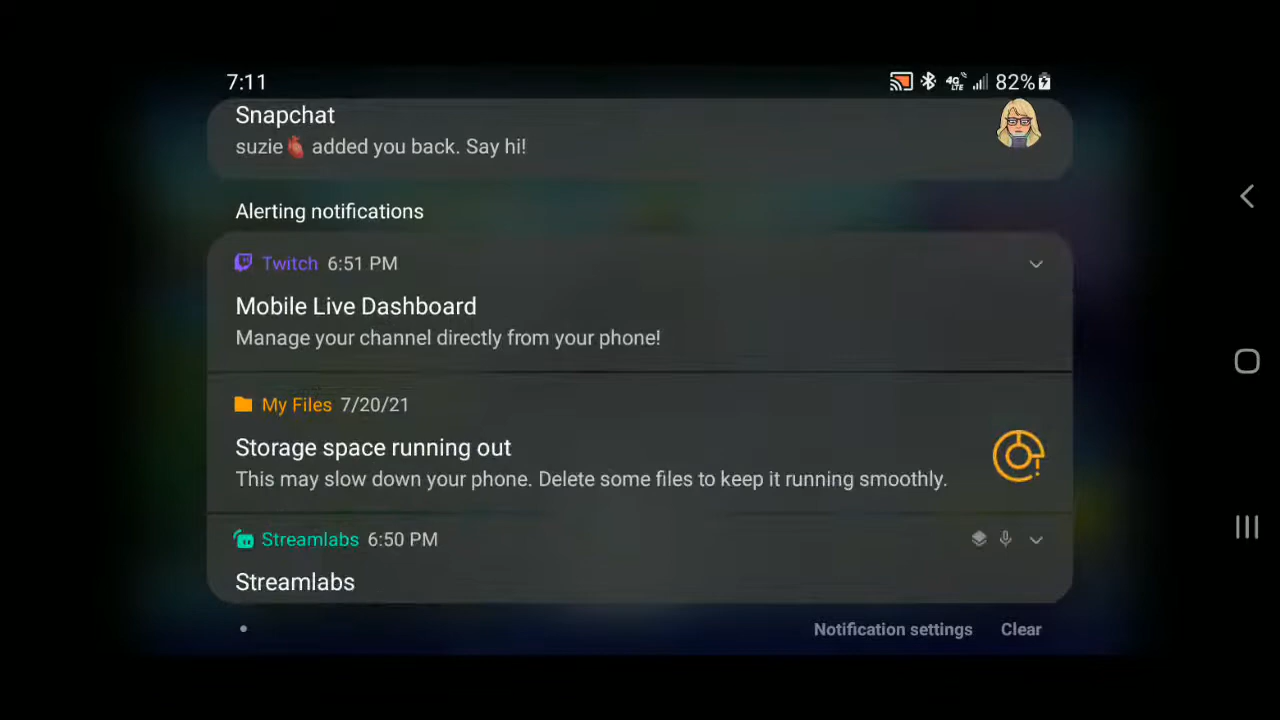 7:11 4G LTE 82%
Snapchat
suzie🫀 added you back. Say hi!
Alerting notifications
Twitch 6:51 PM
Mobile Live Dashboard
Manage your channel directly from your phone!
My Files 7/20/21
Storage space running out
This may slow down your phone. Delete some files to keep it running smoothly.
Streamlabs 6:50 PM
Streamlabs
Notification settings Clear